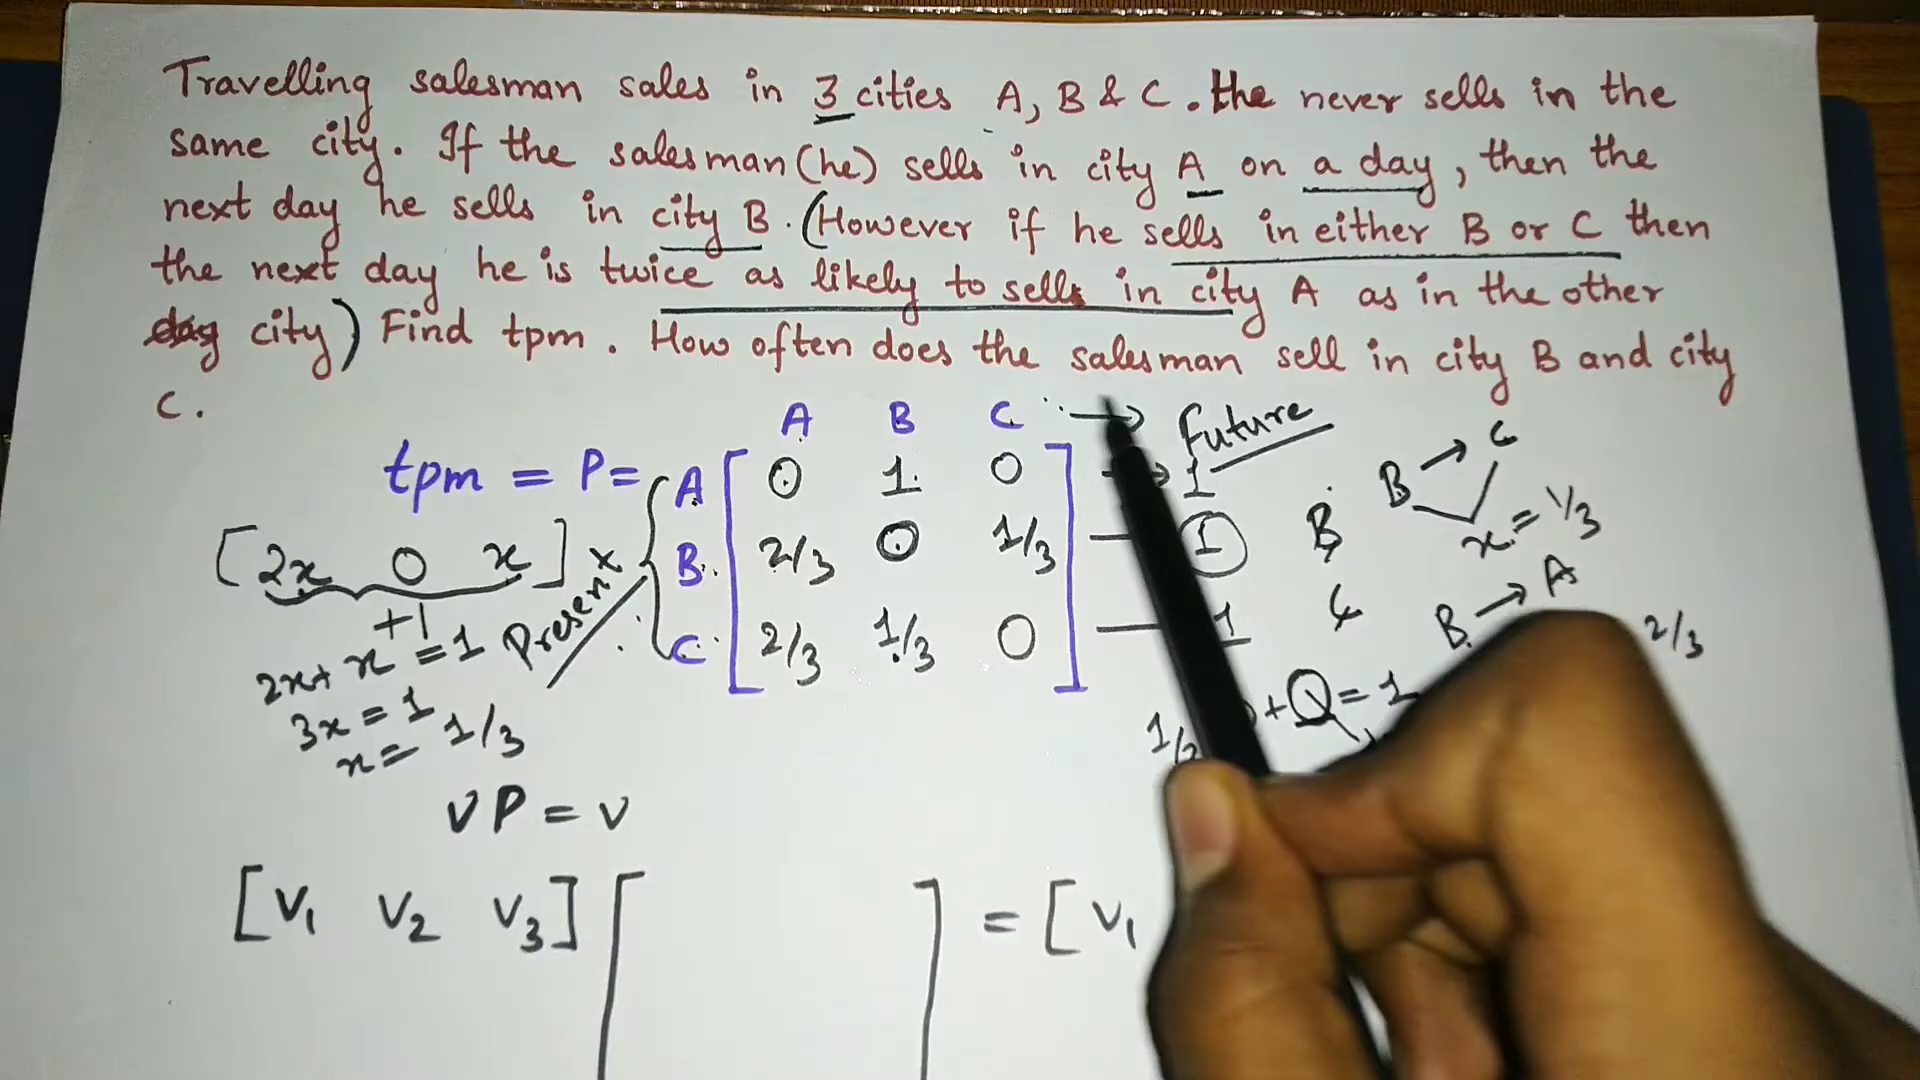 Travelling salesman sales in 3 cities A, B & C. the never sells in the
same city. If the salesman (he) sells in city A on a day, then the
next day he sells in city B. (However if he sells in either B or C then
the next day he is twice as likely to sells in city A as in the other
day city) Find tpm. How often does the salesman sell in city B and city
C.
A B C → Future
tpm = P = A 0 1 0 → 1
B 2/3 0 1/3 — 1
C 2/3 1/3 0 — 1
[2x 0 x]
+1
Present
2x + x = 1
3x = 1
x = 1/3
B
C
B → C
x = 1/3
B → A
2/3
+ Q = 1
VP = V
[V1 V2 V3] [ ] = [V1